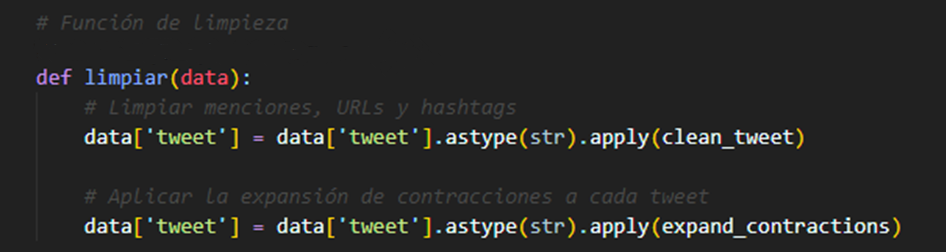 # Función de limpieza
def limpiar(data):
# Limpiar menciones, URLs y hashtags
data['tweet'] = data['tweet'].astype(str).apply(clean_tweet)
# Aplicar la expansión de contracciones a cada tweet
data['tweet'] = data['tweet'].astype(str).apply(expand_contractions)